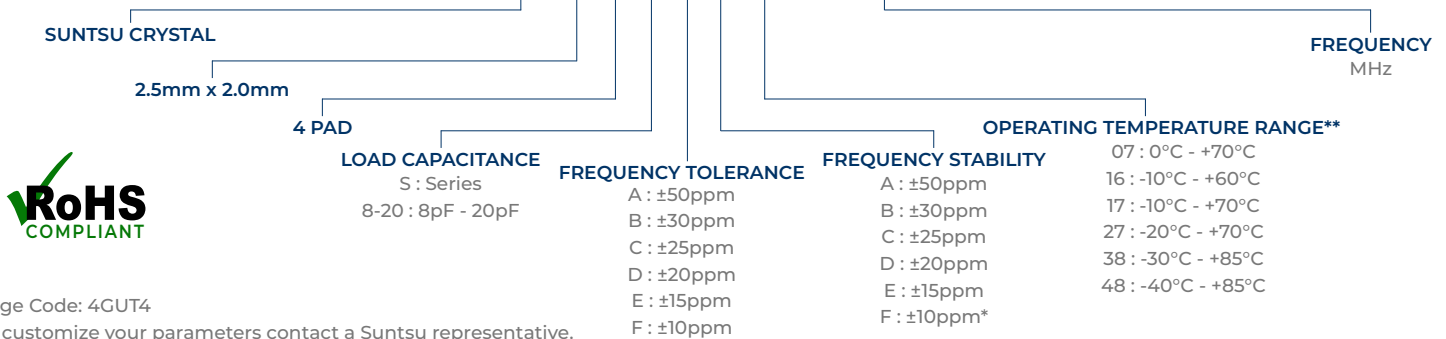 SUNTSU CRYSTAL
FREQUENCY
MHz
2.5mm x 2.0mm
4 PAD
OPERATING TEMPERATURE RANGE**
07 : 0°C - +70°C
16 : -10°C - +60°C
17 : -10°C - +70°C
27 : -20°C - +70°C
38 : -30°C - +85°C
48 : -40°C - +85°C
LOAD CAPACITANCE
S : Series
8-20 : 8pF - 20pF
FREQUENCY TOLERANCE
A : ±50ppm
B : ±30ppm
C : ±25ppm
D : ±20ppm
E : ±15ppm
F : ±10ppm
FREQUENCY STABILITY
A : ±50ppm
B : ±30ppm
C : ±25ppm
D : ±20ppm
E : ±15ppm
F : ±10ppm*
RoHS
COMPLIANT
ge Code: 4GUT4
customize your parameters contact a Suntsu representative.